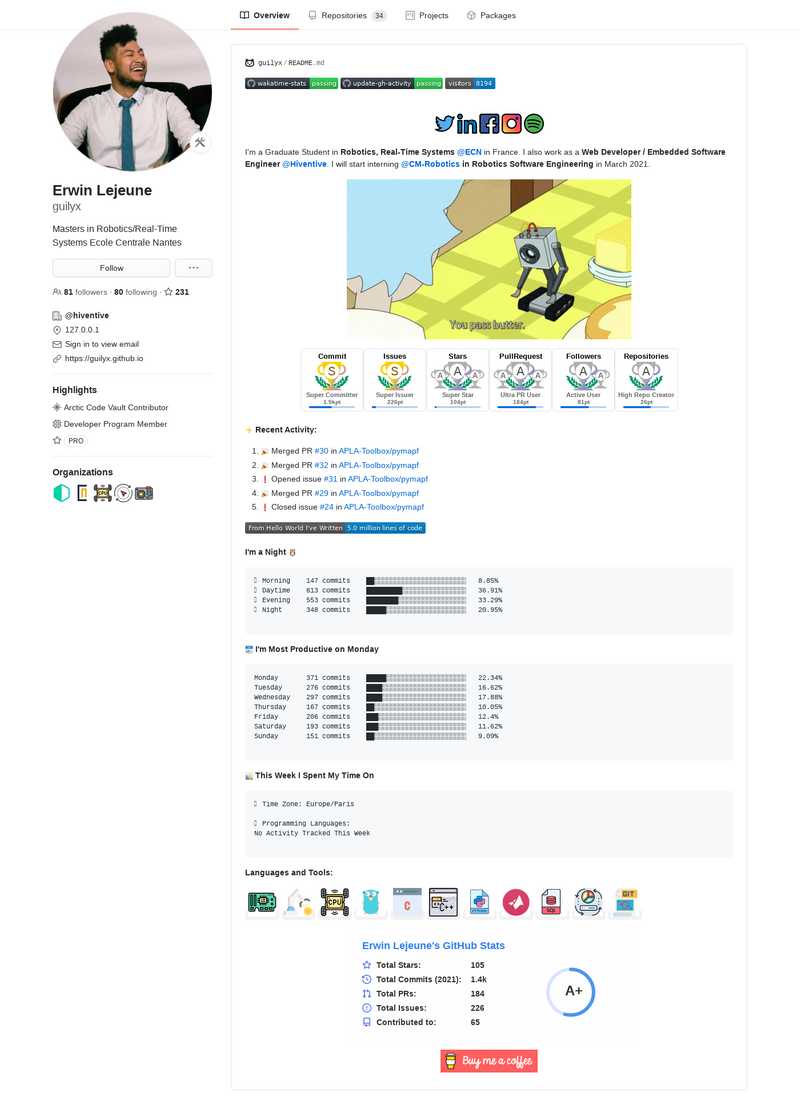 Overview
Repositories 34
Projects
Packages
Erwin Lejeune
guilyx
Masters in Robotics/Real-Time
Systems Ecole Centrale Nantes
Follow
...
81 followers · 80 following · 231
@hiventive
127.0.0.1
Sign in to view email
https://guilyx.github.io
Highlights
Arctic Code Vault Contributor
Developer Program Member
PRO
Organizations
CPU
guilyx/README.md
wakatime-stats passing
update-gh-activity passing
visitors 8194
I'm a Graduate Student in Robotics, Real-Time Systems @ECN in France. I also work as a Web Developer / Embedded Software
Engineer @Hiventive. I will start interning @CM-Robotics in Robotics Software Engineering in March 2021.
You pass butter.
Commit
S
Super Committer
1.5kpt
Issues
S
Super Issuer
226pt
Stars
A A A
Super Star
104pt
PullRequest
A A A
Ultra PR User
184pt
Followers
A A
Active User
81pt
Repositories
A A
High Repo Creator
26pt
Recent Activity:
1. Merged PR #30 in APLA-Toolbox/pymapf
2. Merged PR #32 in APLA-Toolbox/pymapf
3. Opened issue #31 in APLA-Toolbox/pymapf
4. Merged PR #29 in APLA-Toolbox/pymapf
5. Closed issue #24 in APLA-Toolbox/pymapf
From Hello World I've Written 5.0 million lines of code
I'm a Night
Morning 147 commits 8.85%
Daytime 613 commits 36.91%
Evening 553 commits 33.29%
Night 348 commits 20.95%
I'm Most Productive on Monday
Monday 371 commits 22.34%
Tuesday 276 commits 16.62%
Wednesday 297 commits 17.88%
Thursday 167 commits 10.05%
Friday 206 commits 12.4%
Saturday 193 commits 11.62%
Sunday 151 commits 9.09%
This Week I Spent My Time On
Time Zone: Europe/Paris
Programming Languages:
No Activity Tracked This Week
Languages and Tools:
CPU
C
C++
SQL
GIT
Erwin Lejeune's GitHub Stats
Total Stars: 105
Total Commits (2021): 1.4k
Total PRs: 184
Total Issues: 226
Contributed to: 65
A+
Buy me a coffee